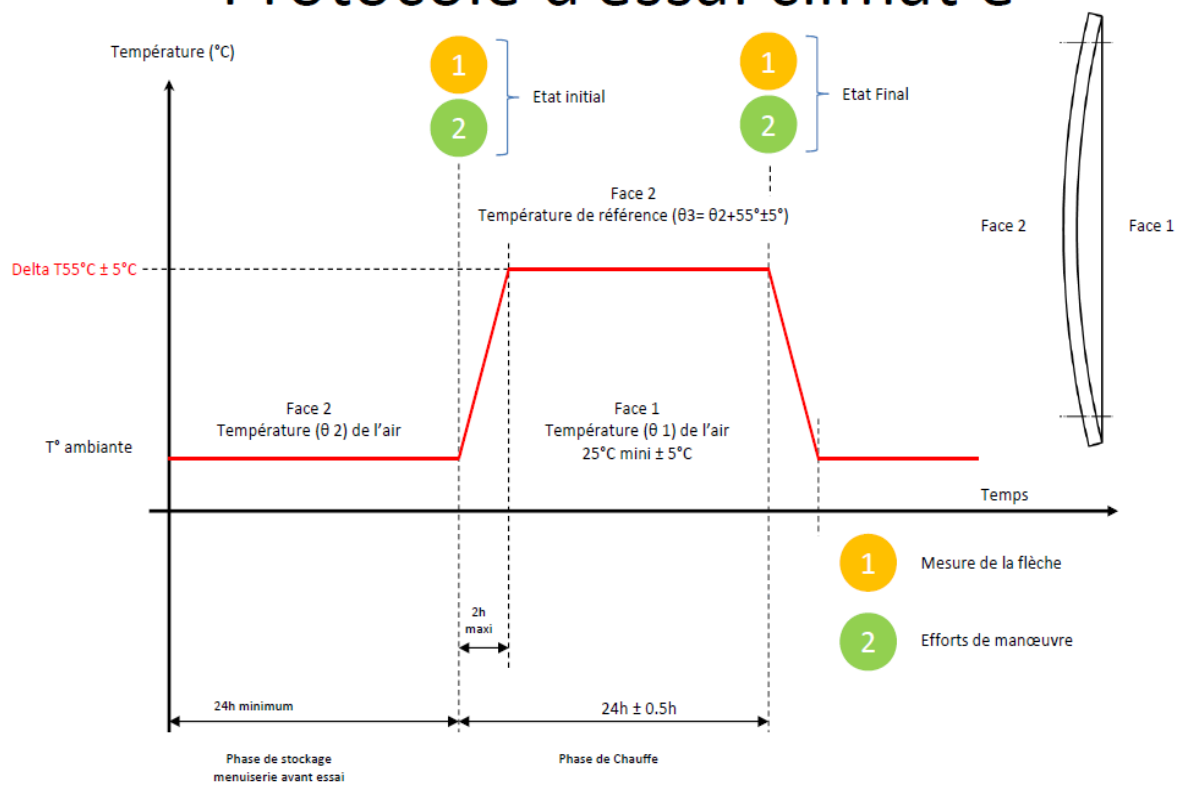 Température (°C)
1
2
Etat initial
1
2
Etat Final
Face 2
Température de référence (θ3= θ2+55°±5°)
Face 2
Face 1
Delta T55°C ± 5°C
Face 2
Température (θ 2) de l'air
Face 1
Température (θ 1) de l'air
25°C mini ± 5°C
T° ambiante
Temps
1
Mesure de la flèche
2
Efforts de manœuvre
2h
maxi
24h minimum
24h ± 0.5h
Phase de stockage
menuiserie avant essai
Phase de Chauffe